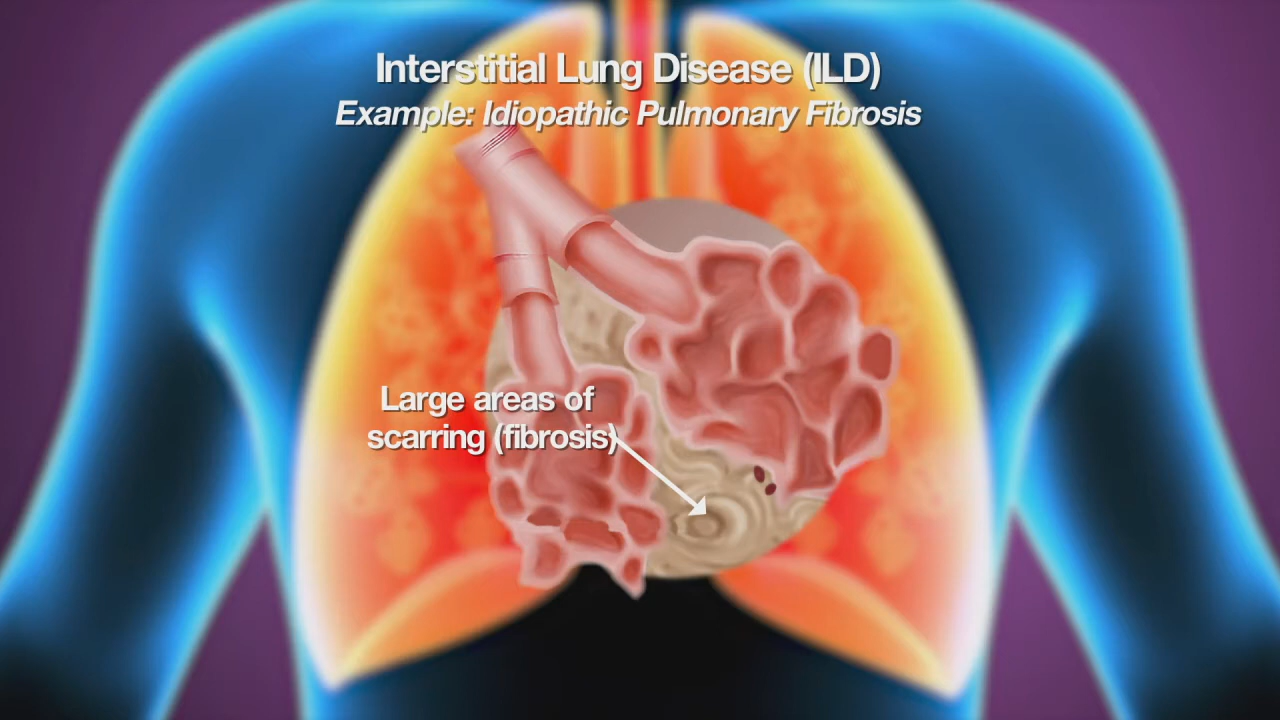 Interstitial Lung Disease (ILD)
Example: Idiopathic Pulmonary Fibrosis
Large areas of
scarring (fibrosis)